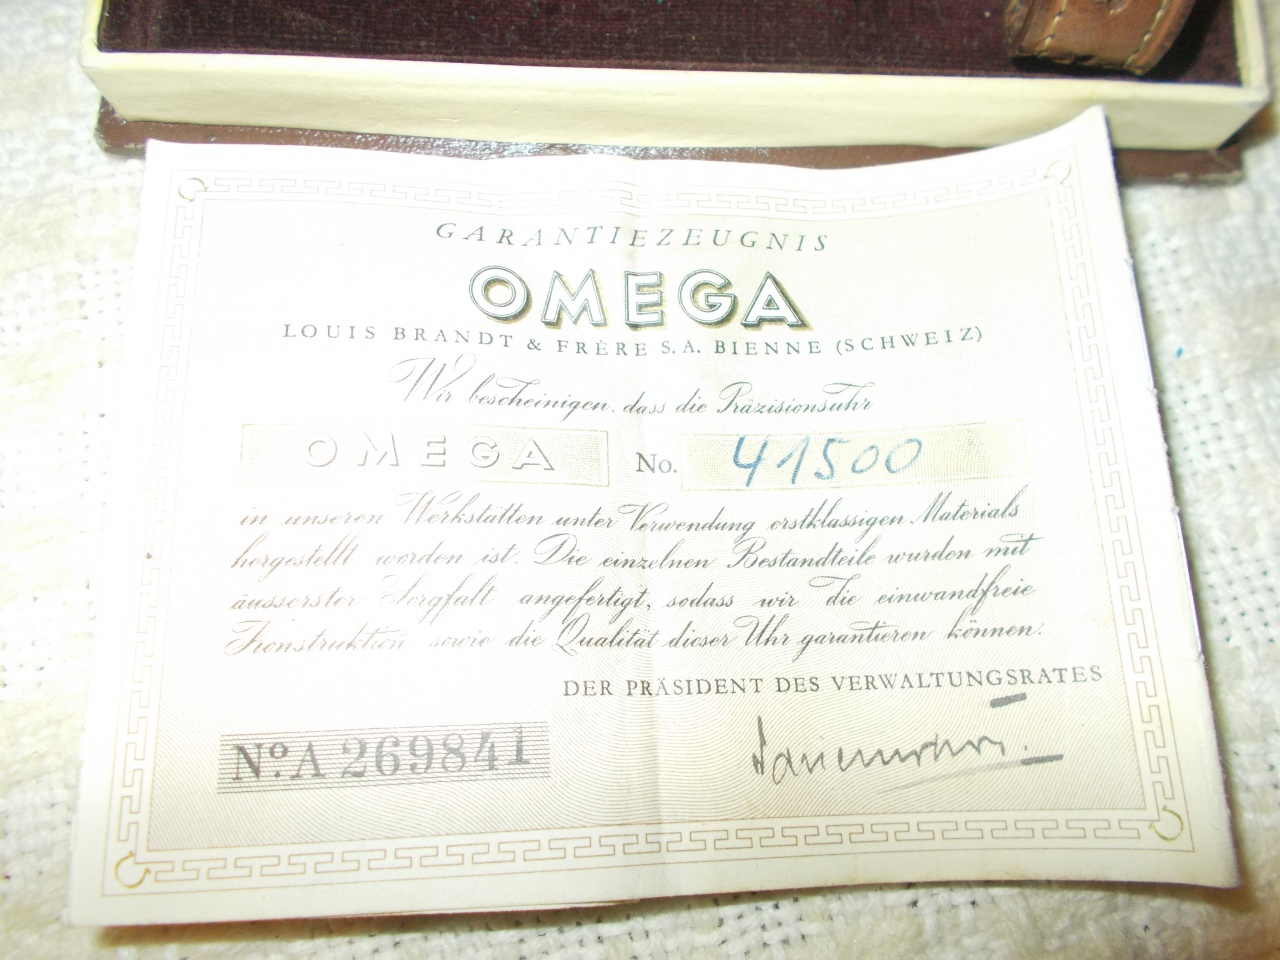 GARANTIEZEUGNIS
OMEGA
LOUIS BRANDT & FRÈRE S.A. BIENNE (SCHWEIZ)
Wir bescheinigen, dass die Präzisionsuhr
OMEGA No. 41500
in unseren Werkstätten unter Verwendung erstklassigen Materials
hergestellt worden ist. Die einzelnen Bestandteile wurden mit
äusserster Sorgfalt angefertigt, sodass wir die einwandfreie
Konstruktion sowie die Qualität dieser Uhr garantieren können.
DER PRÄSIDENT DES VERWALTUNGSRATES
No. A 269841